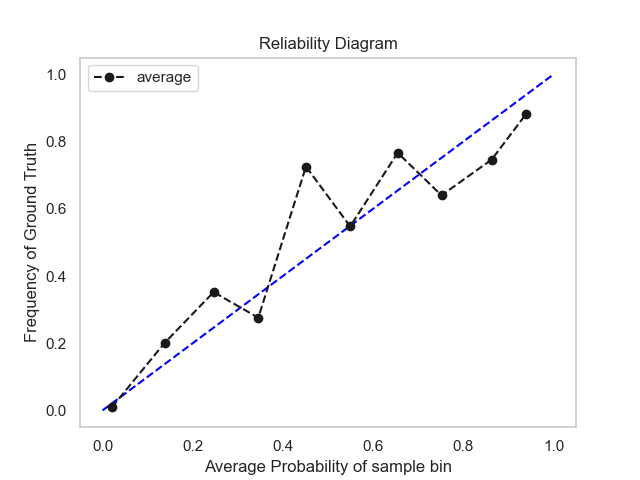 Reliability Diagram
average
Frequency of Ground Truth
1.0
0.8
0.6
0.4
0.2
0.0
0.0 0.2 0.4 0.6 0.8 1.0
Average Probability of sample bin